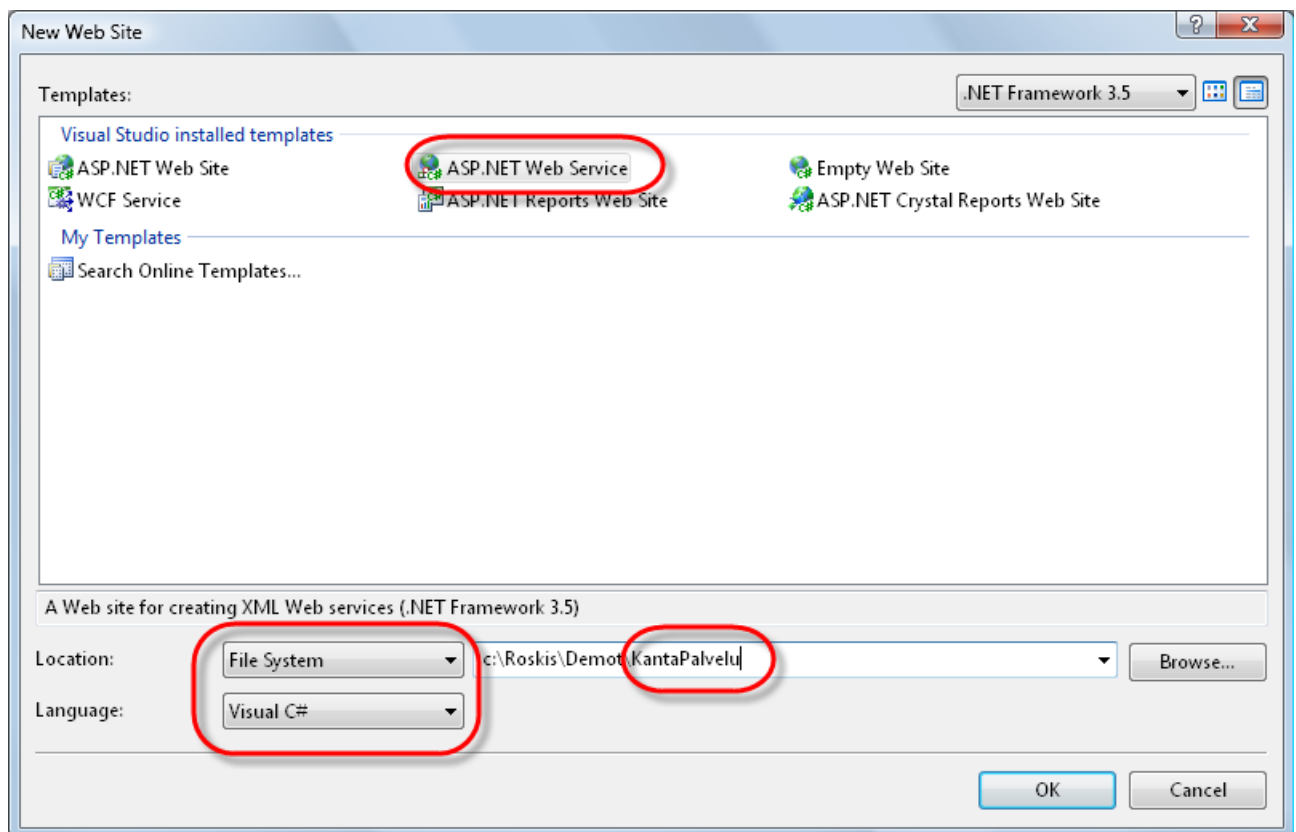 New Web Site
Templates:
.NET Framework 3.5
Visual Studio installed templates
ASP.NET Web Site
ASP.NET Web Service
Empty Web Site
WCF Service
ASP.NET Reports Web Site
ASP.NET Crystal Reports Web Site
My Templates
Search Online Templates...
A Web site for creating XML Web services (.NET Framework 3.5)
Location:
File System
c:\Roskis\Demot\KantaPalvelu
Browse...
Language:
Visual C#
OK
Cancel